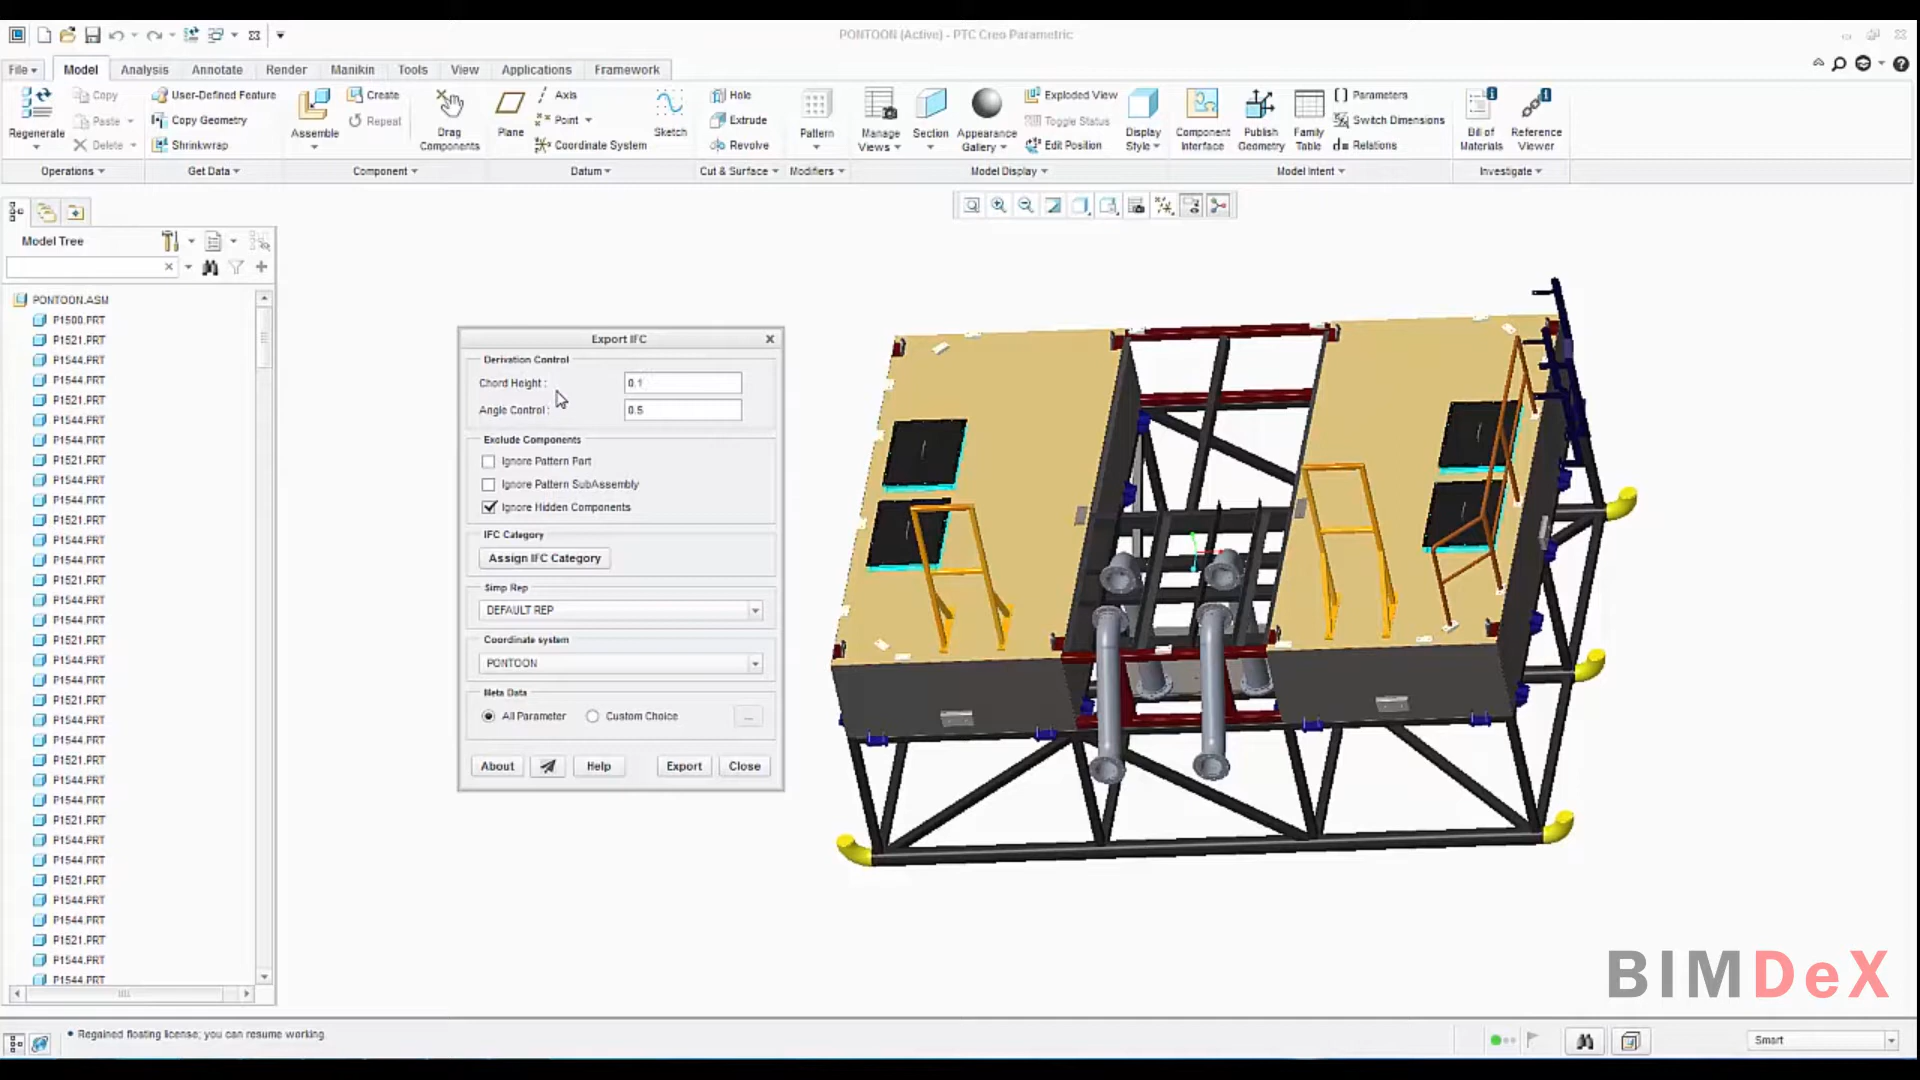 PONTOON (Active) - PTC Creo Parametric
File Model Analysis Annotate Render Manikin Tools View Applications Framework
Regenerate
Copy
Paste
Delete
Operations
User-Defined Feature
Copy Geometry
Shrinkwrap
Get Data
Assemble
Create
Repeat
Drag
Components
Component
Plane
Axis
Point
Coordinate System
Sketch
Datum
Hole
Extrude
Revolve
Cut & Surface
Pattern
Modifiers
Manage
Views
Section
Appearance
Gallery
Exploded View
Toggle Status
Edit Position
Display
Style
Model Display
Component
Interface
Publish
Geometry
Family
Table
Parameters
Switch Dimensions
d= Relations
Model Intent
Bill of
Materials
Reference
Viewer
Investigate
Model Tree
PONTOON.ASM
P1500.PRT
P1521.PRT
P1544.PRT
P1544.PRT
P1521.PRT
P1544.PRT
P1544.PRT
P1521.PRT
P1544.PRT
P1544.PRT
P1521.PRT
P1544.PRT
P1544.PRT
P1521.PRT
P1544.PRT
P1544.PRT
P1521.PRT
P1544.PRT
P1544.PRT
P1521.PRT
P1544.PRT
P1544.PRT
P1521.PRT
P1544.PRT
P1544.PRT
P1521.PRT
P1544.PRT
P1544.PRT
P1521.PRT
P1544.PRT
P1544.PRT
P1521.PRT
P1544.PRT
P1544.PRT
Export IFC
Derivation Control
Chord Height : 0.1
Angle Control : 0.5
Exclude Components
Ignore Pattern Part
Ignore Pattern SubAssembly
Ignore Hidden Components
IFC Category
Assign IFC Category
Simp Rep
DEFAULT REP
Coordinate system
PONTOON
Meta Data
All Parameter Custom Choice ...
About Help Export Close
BIMDeX
• Regained floating license; you can resume working.
Smart